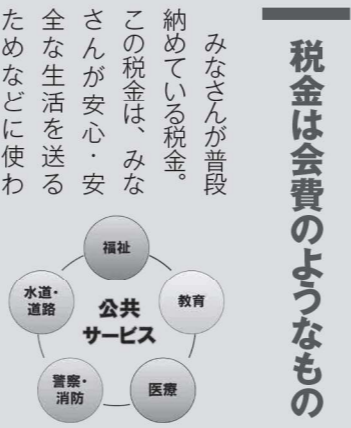 税金は会費のようなもの
みなさんが普段
納めている税金。
この税金は、みな
さんが安心・安
全な生活を送る
ためなどに使わ
福祉
教育
医療
警察・
消防
水道・
道路
公共
サービス